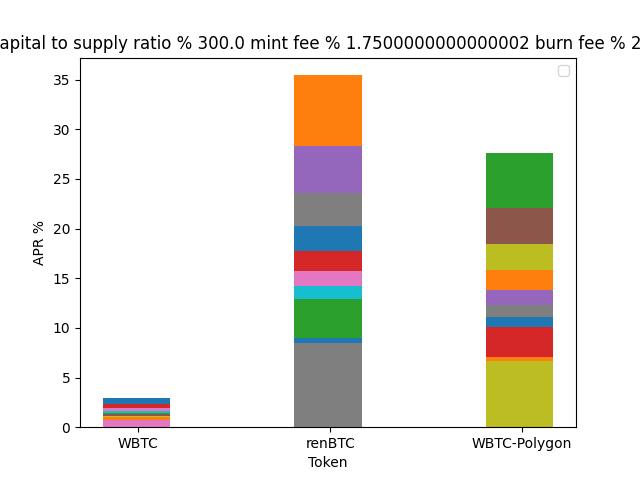 apital to supply ratio % 300.0 mint fee % 1.7500000000000002 burn fee % 2
35
30
25
20
15
10
5
0
APR %
WBTC
renBTC
WBTC-Polygon
Token